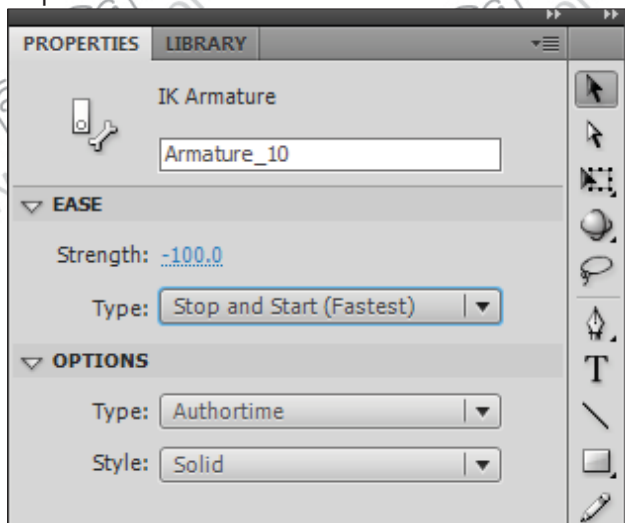 PROPERTIES LIBRARY
IK Armature
Armature_10
EASE
Strength: -100.0
Type: Stop and Start (Fastest)
OPTIONS
Type: Authortime
Style: Solid
T